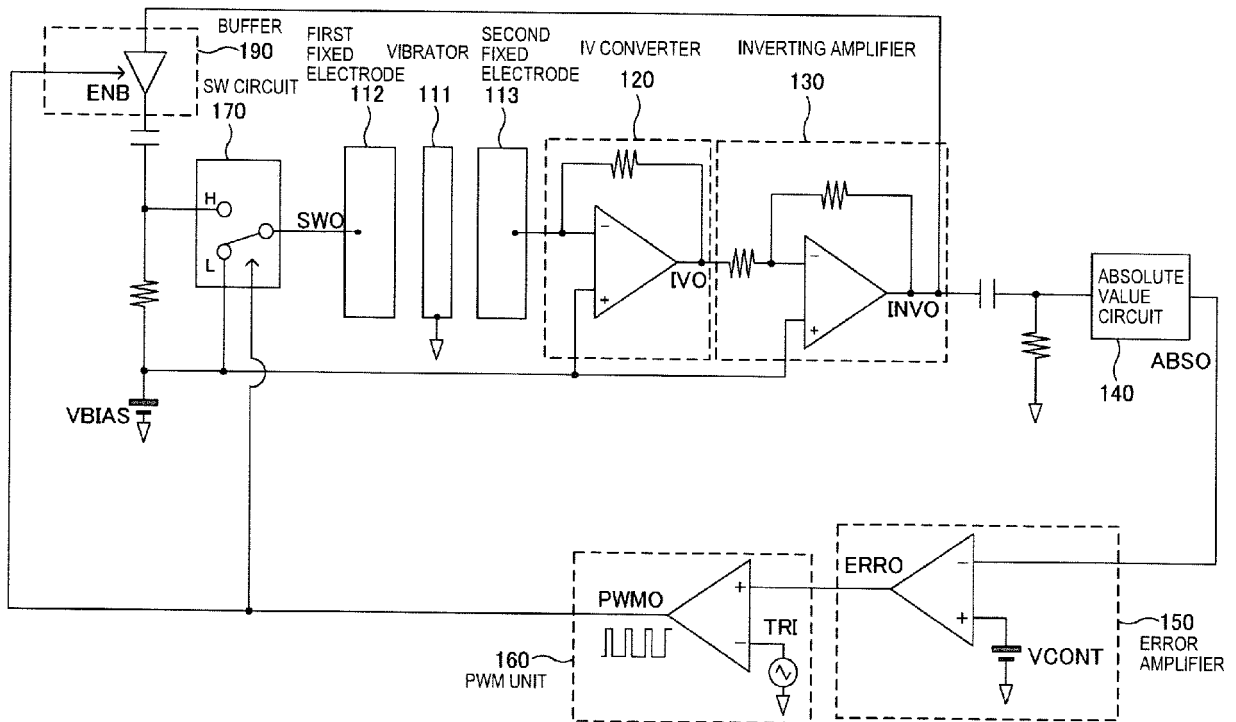 BUFFER
190
ENB
SW CIRCUIT
170
FIRST
FIXED
ELECTRODE
112
VIBRATOR
111
SECOND
FIXED
ELECTRODE
113
IV CONVERTER
120
INVERTING AMPLIFIER
130
H
L
SWO
−
+
IVO
−
+
INVO
ABSOLUTE
VALUE
CIRCUIT
140
ABSO
VBIAS
ERRO
−
+
VCONT
150
ERROR
AMPLIFIER
PWMO
+
−
TRI
160
PWM UNIT